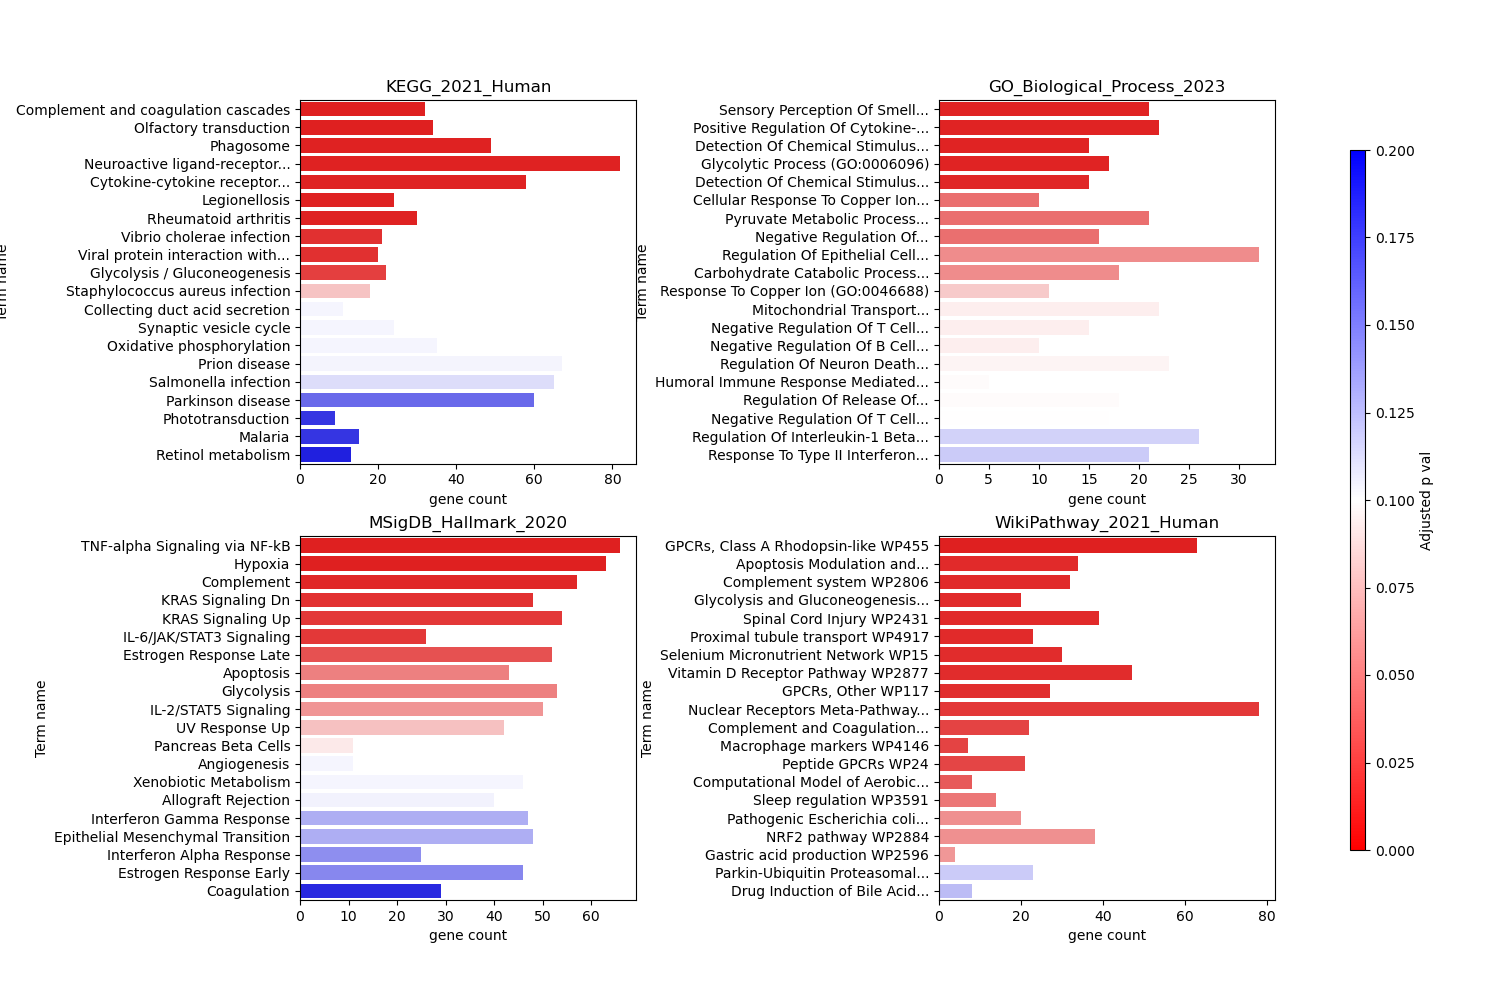 KEGG_2021_Human
Complement and coagulation cascades
Olfactory transduction
Phagosome
Neuroactive ligand-receptor...
Cytokine-cytokine receptor...
Legionellosis
Rheumatoid arthritis
Vibrio cholerae infection
Viral protein interaction with...
Glycolysis / Gluconeogenesis
Staphylococcus aureus infection
Collecting duct acid secretion
Synaptic vesicle cycle
Oxidative phosphorylation
Prion disease
Salmonella infection
Parkinson disease
Phototransduction
Malaria
Retinol metabolism
Term name
0 20 40 60 80
gene count
GO_Biological_Process_2023
Sensory Perception Of Smell...
Positive Regulation Of Cytokine-...
Detection Of Chemical Stimulus...
Glycolytic Process (GO:0006096)
Detection Of Chemical Stimulus...
Cellular Response To Copper Ion...
Pyruvate Metabolic Process...
Negative Regulation Of...
Regulation Of Epithelial Cell...
Carbohydrate Catabolic Process...
Response To Copper Ion (GO:0046688)
Mitochondrial Transport...
Negative Regulation Of T Cell...
Negative Regulation Of B Cell...
Regulation Of Neuron Death...
Humoral Immune Response Mediated...
Regulation Of Release Of...
Negative Regulation Of T Cell...
Regulation Of Interleukin-1 Beta...
Response To Type II Interferon...
Term name
0 5 10 15 20 25 30
gene count
MSigDB_Hallmark_2020
TNF-alpha Signaling via NF-kB
Hypoxia
Complement
KRAS Signaling Dn
KRAS Signaling Up
IL-6/JAK/STAT3 Signaling
Estrogen Response Late
Apoptosis
Glycolysis
IL-2/STAT5 Signaling
UV Response Up
Pancreas Beta Cells
Angiogenesis
Xenobiotic Metabolism
Allograft Rejection
Interferon Gamma Response
Epithelial Mesenchymal Transition
Interferon Alpha Response
Estrogen Response Early
Coagulation
Term name
0 10 20 30 40 50 60
gene count
WikiPathway_2021_Human
GPCRs, Class A Rhodopsin-like WP455
Apoptosis Modulation and...
Complement system WP2806
Glycolysis and Gluconeogenesis...
Spinal Cord Injury WP2431
Proximal tubule transport WP4917
Selenium Micronutrient Network WP15
Vitamin D Receptor Pathway WP2877
GPCRs, Other WP117
Nuclear Receptors Meta-Pathway...
Complement and Coagulation...
Macrophage markers WP4146
Peptide GPCRs WP24
Computational Model of Aerobic...
Sleep regulation WP3591
Pathogenic Escherichia coli...
NRF2 pathway WP2884
Gastric acid production WP2596
Parkin-Ubiquitin Proteasomal...
Drug Induction of Bile Acid...
Term name
0 20 40 60 80
gene count
0.200
0.175
0.150
0.125
0.100
0.075
0.050
0.025
0.000
Adjusted p val